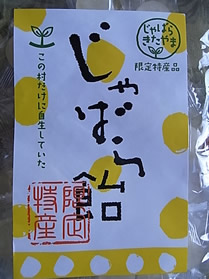 じゃばら
きたやま
限定特産品
この村だけに自生していた
じゃばら飴
限定
特産